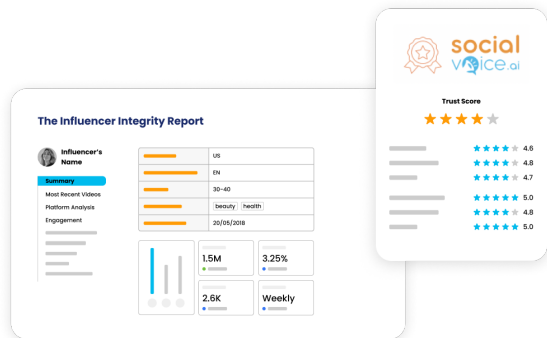 The Influencer Integrity Report
Influencer's
Name
Summary
Most Recent Videos
Platform Analysis
Engagement
US
EN
30-40
beauty health
20/05/2018
1.5M
3.25%
2.6K
Weekly
social
voice.ai
Trust Score
4.6
4.8
4.7
5.0
4.8
5.0